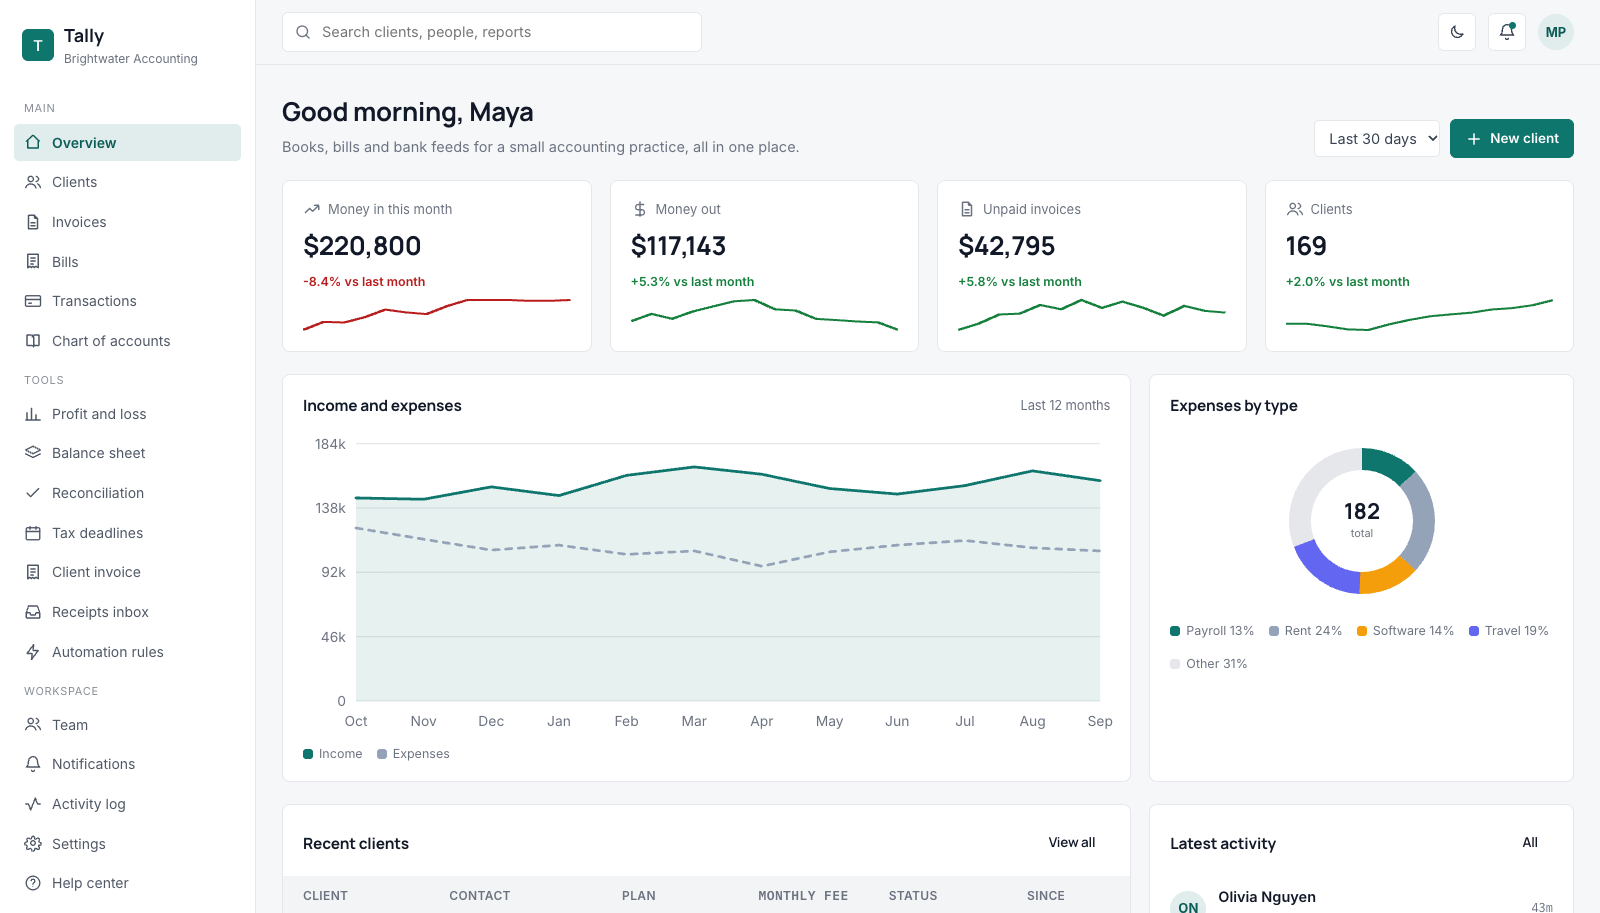 T
Tally
Brightwater Accounting
MAIN
Overview
Clients
Invoices
Bills
Transactions
Chart of accounts
TOOLS
Profit and loss
Balance sheet
Reconciliation
Tax deadlines
Client invoice
Receipts inbox
Automation rules
WORKSPACE
Team
Notifications
Activity log
Settings
Help center
Search clients, people, reports
MP
Good morning, Maya
Books, bills and bank feeds for a small accounting practice, all in one place.
Last 30 days
New client
Money in this month
$220,800
-8.4% vs last month
Money out
$117,143
+5.3% vs last month
Unpaid invoices
$42,795
+5.8% vs last month
Clients
169
+2.0% vs last month
Income and expenses
Last 12 months
184k
138k
92k
46k
0
Oct Nov Dec Jan Feb Mar Apr May Jun Jul Aug Sep
Income Expenses
Expenses by type
182
total
Payroll 13% Rent 24% Software 14% Travel 19%
Other 31%
Recent clients
View all
CLIENT CONTACT PLAN MONTHLY FEE STATUS SINCE
Latest activity
All
ON
Olivia Nguyen
43m